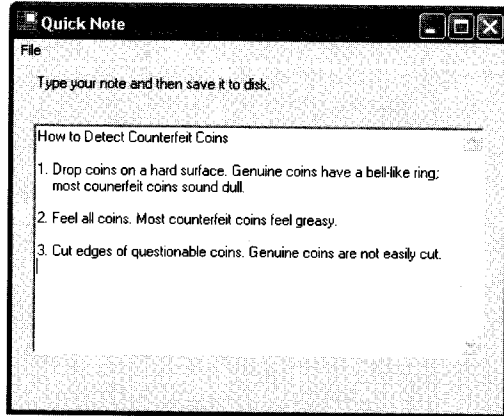 Quick Note
File
Type your note and then save it to disk.
How to Detect Counterfeit Coins
1. Drop coins on a hard surface. Genuine coins have a bell-like ring;
most counerfeit coins sound dull.
2. Feel all coins. Most counterfeit coins feel greasy.
3. Cut edges of questionable coins. Genuine coins are not easily cut.